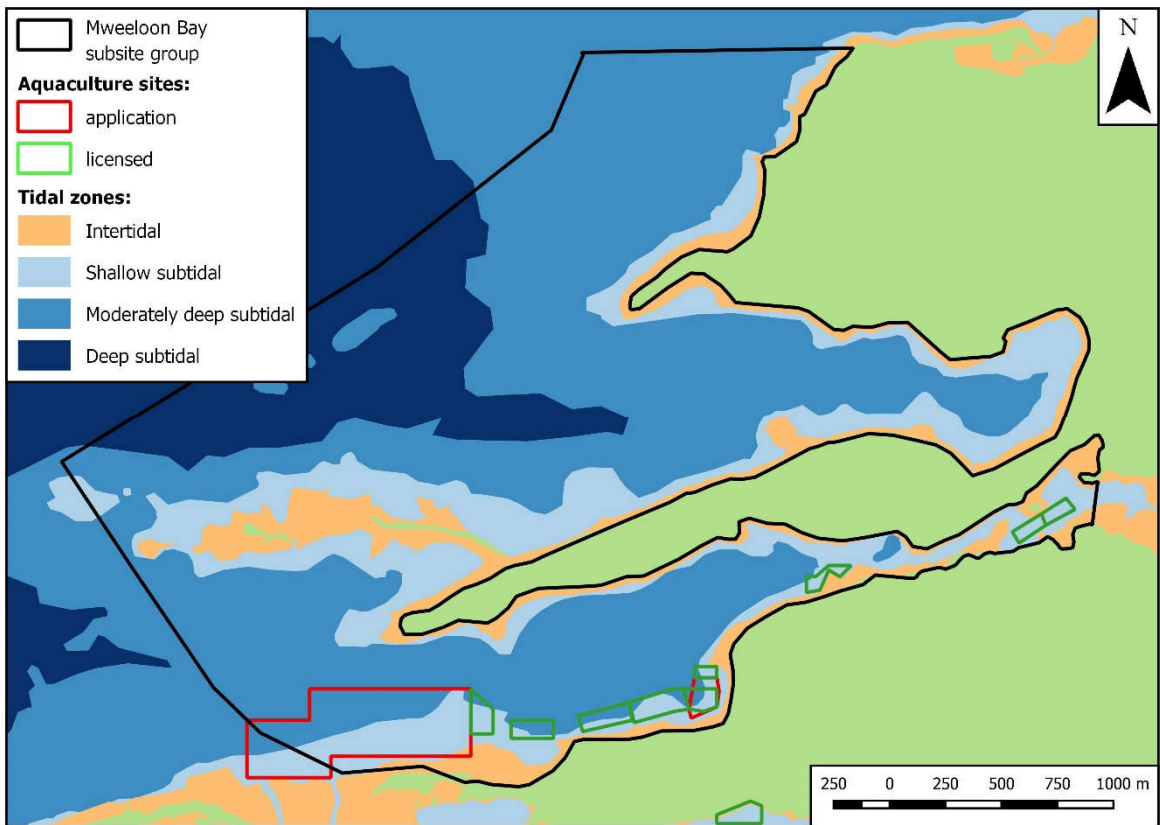 Mweeloon Bay
subsite group
Aquaculture sites:
application
licensed
Tidal zones:
Intertidal
Shallow subtidal
Moderately deep subtidal
Deep subtidal
N
250 0 250 500 750 1000 m